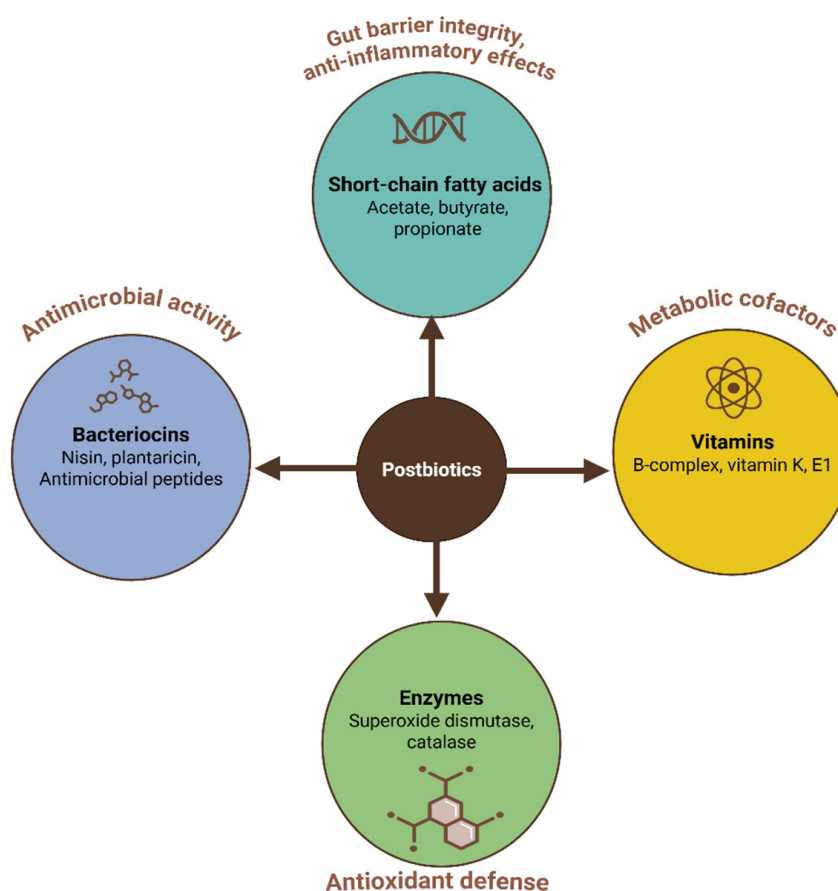 Gut barrier integrity,
anti-inflammatory effects
Short-chain fatty acids
Acetate, butyrate,
propionate
Antimicrobial activity
Metabolic cofactors
Bacteriocins
Nisin, plantaricin,
Antimicrobial peptides
Postbiotics
Vitamins
B-complex, vitamin K, E1
Enzymes
Superoxide dismutase,
catalase
Antioxidant defense